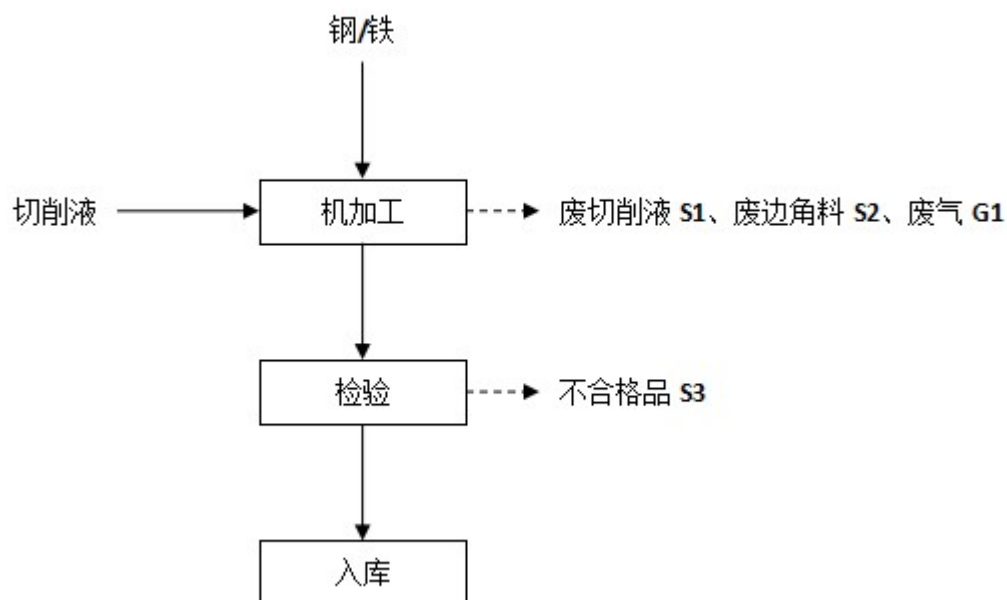 钢/铁
切削液
机加工
废切削液 S1、废边角料 S2、废气 G1
检验
不合格品 S3
入库